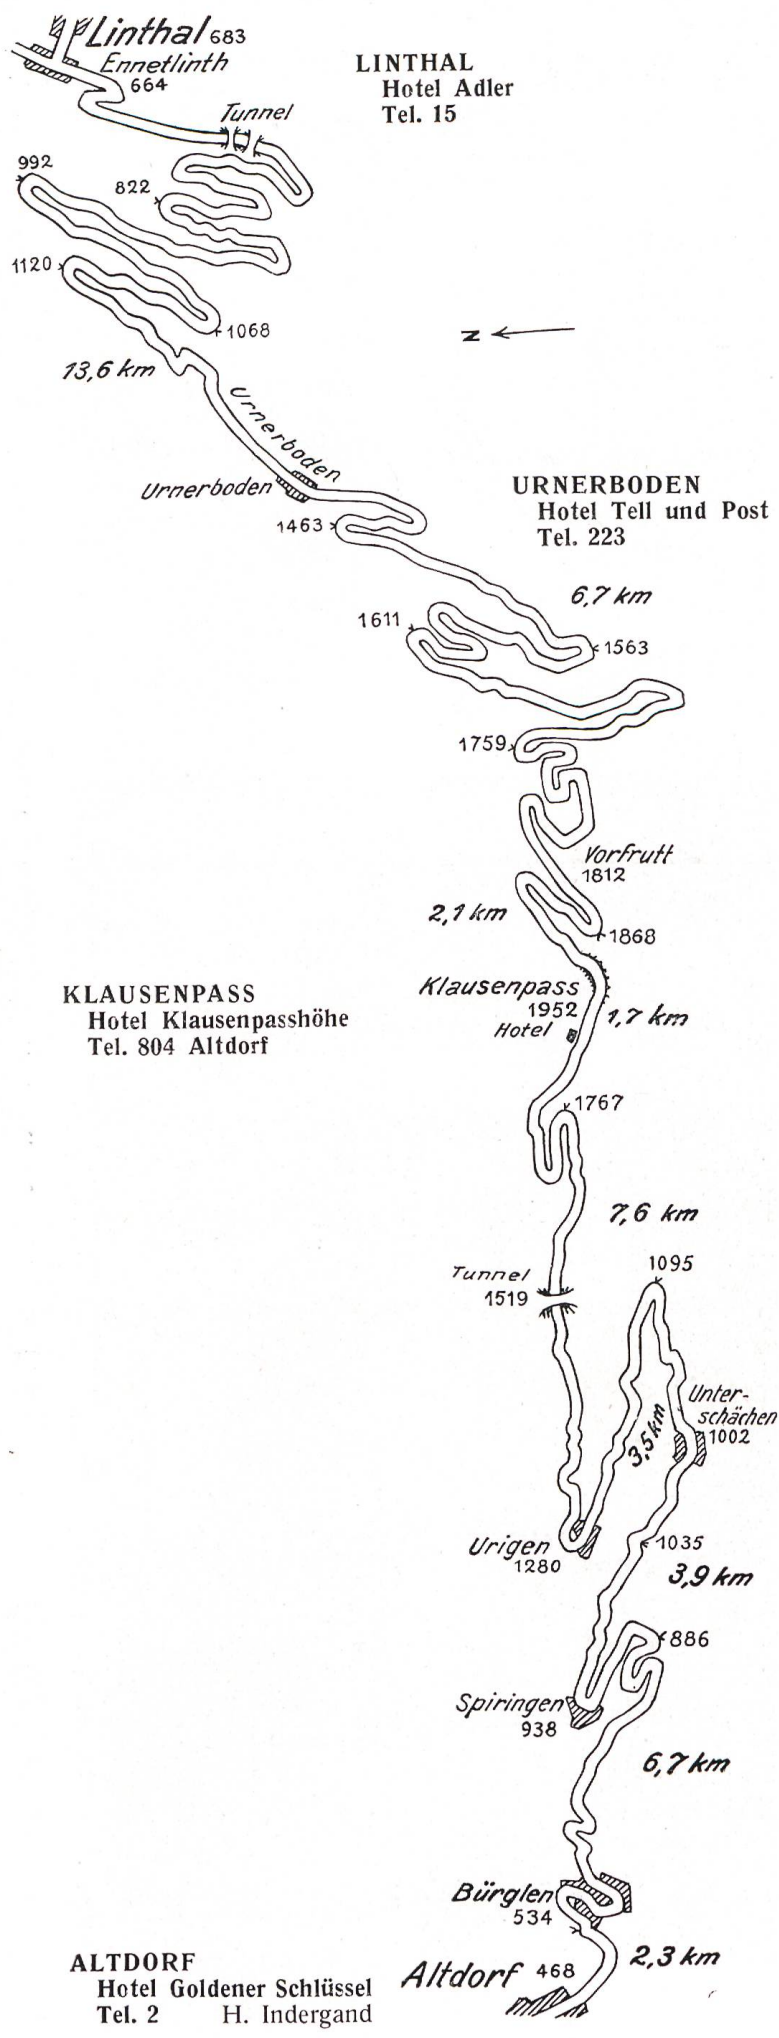 Linthal 683
Ennetlinth
664
LINTHAL
Hotel Adler
Tel. 15
Tunnel
992
822
1120
1068
N
13,6 km
Urnerboden
Urnerboden
URNERBODEN
Hotel Tell und Post
Tel. 223
1463
6,7 km
1611
1563
1759
Vorfrutt
1812
2,1 km
1868
KLAUSENPASS
Hotel Klausenpasshöhe
Tel. 804 Altdorf
Klausenpass
1952
Hotel
1,7 km
1767
7,6 km
Tunnel
1519
1095
Unter-
schächen
1002
3,5 km
Urigen
1280
1035
3,9 km
886
Spiringen
938
6,7 km
Bürglen
534
2,3 km
ALTDORF
Hotel Goldener Schlüssel
Tel. 2 H. Indergand
Altdorf 468